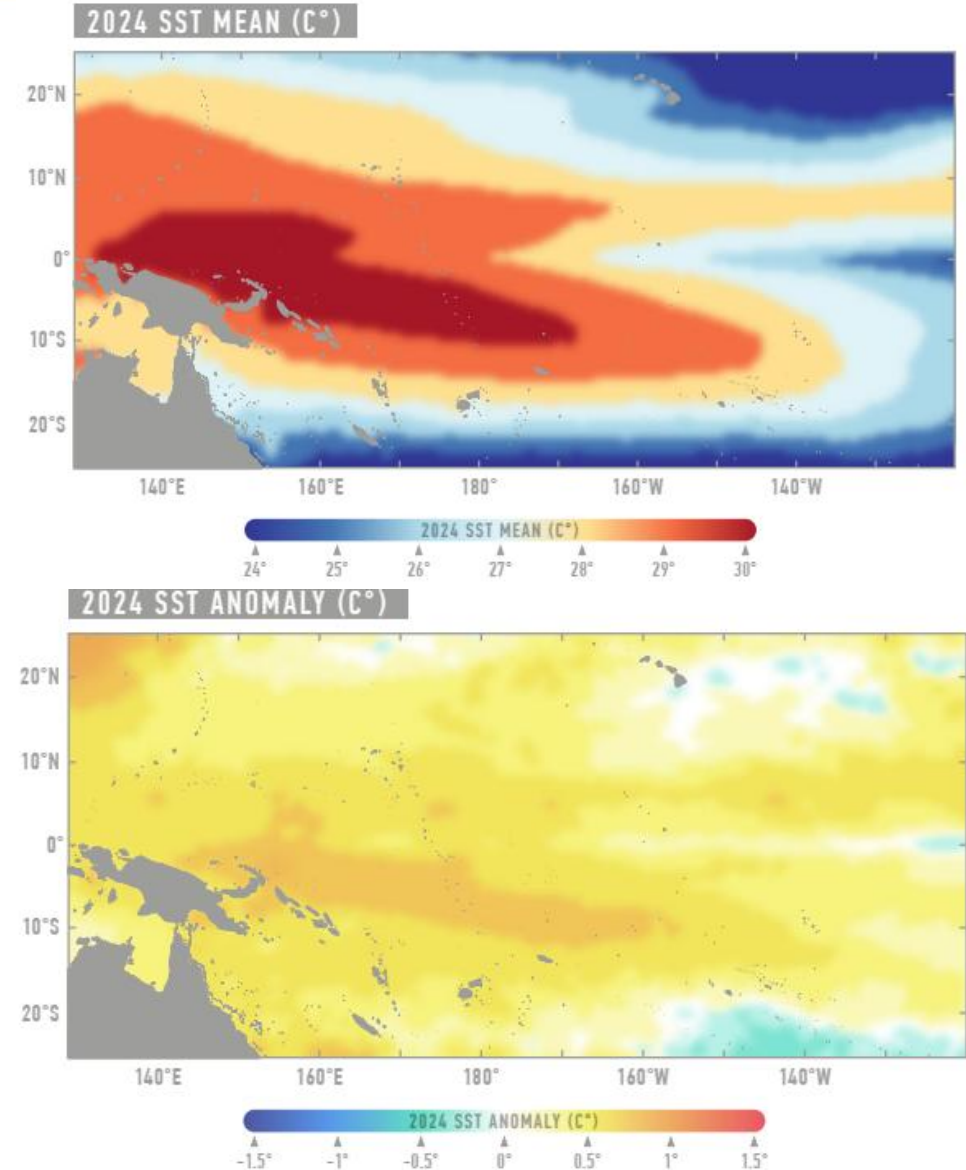 2024 SST MEAN (C°)
20°N
10°N
0°
10°S
20°S
140°E 160°E 180° 160°W 140°W
2024 SST MEAN (C°)
24° 25° 26° 27° 28° 29° 30°
2024 SST ANOMALY (C°)
20°N
10°N
0°
10°S
20°S
140°E 160°E 180° 160°W 140°W
2024 SST ANOMALY (C°)
-1.5° -1° -0.5° 0° 0.5° 1° 1.5°